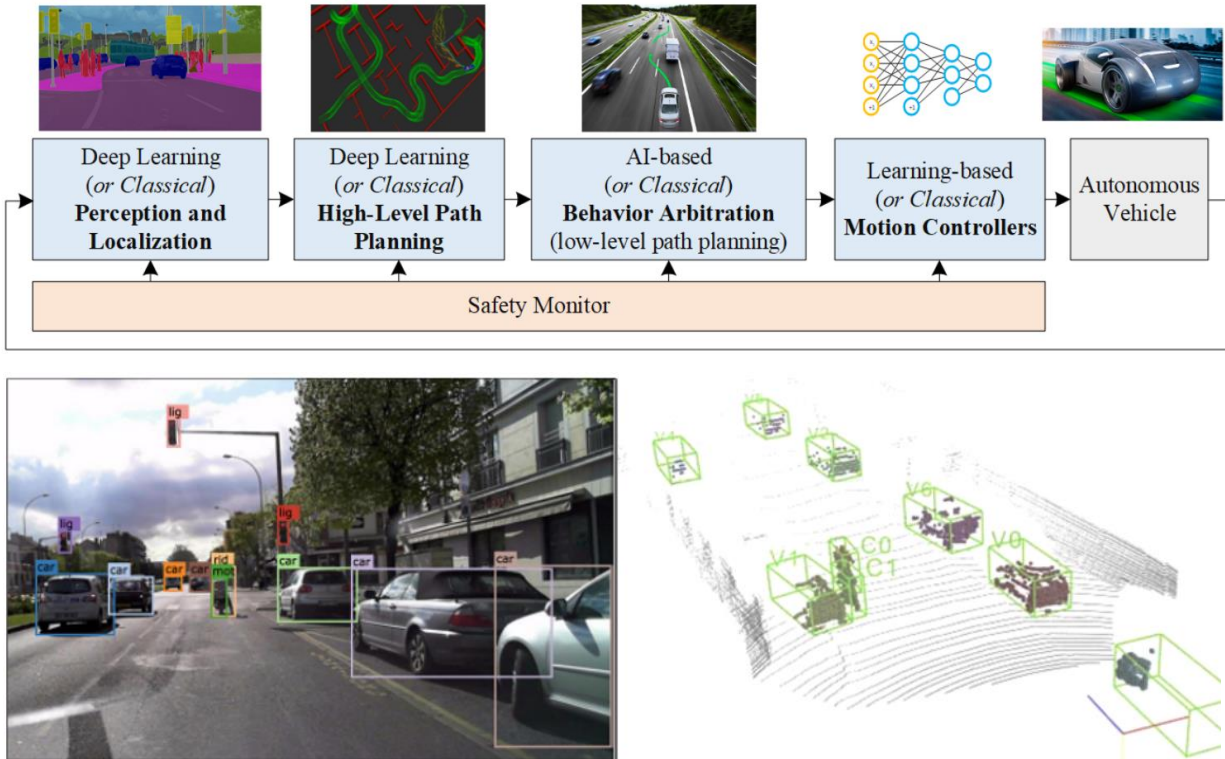 Deep Learning
(or Classical)
Perception and
Localization
Deep Learning
(or Classical)
High-Level Path
Planning
AI-based
(or Classical)
Behavior Arbitration
(low-level path planning)
Learning-based
(or Classical)
Motion Controllers
Autonomous
Vehicle
Safety Monitor
lig
lig
lig
car
car
car
car
rid
mot
car
car
car
C0
C1
V0